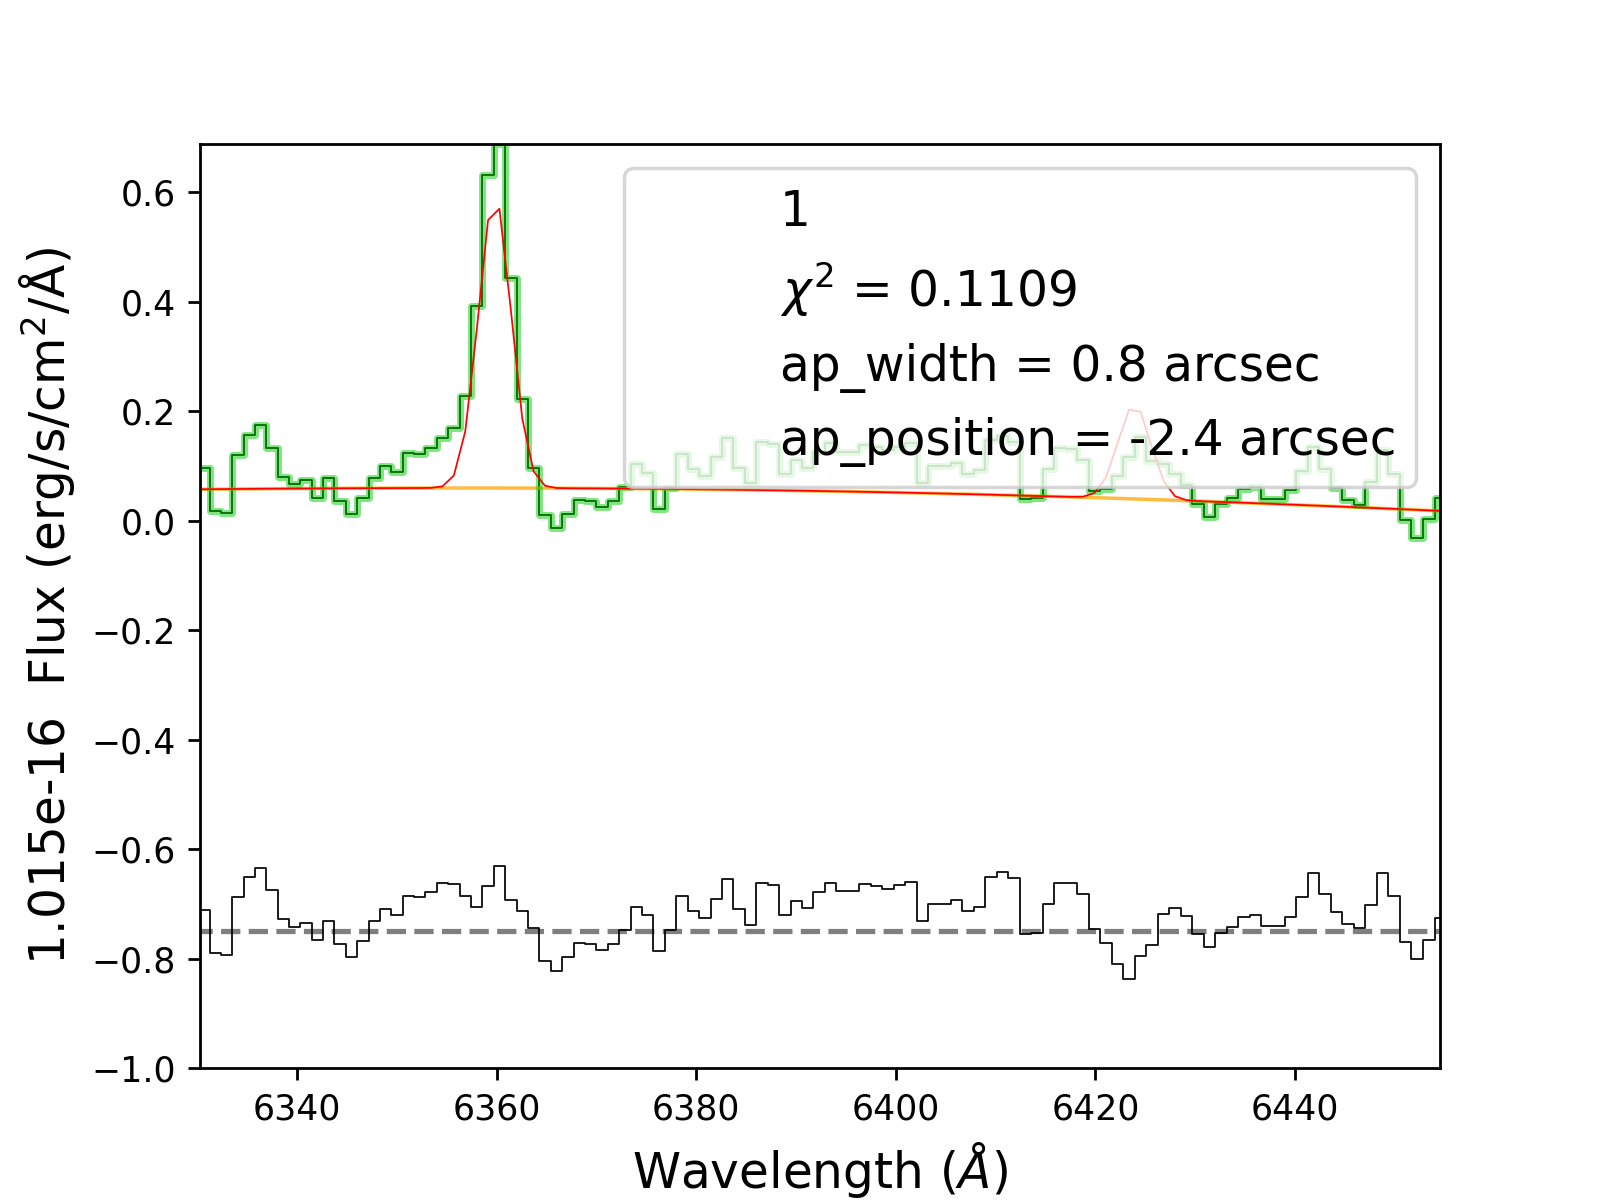 1
χ² = 0.1109
ap_width = 0.8 arcsec
ap_position = -2.4 arcsec
1.015e-16 Flux (erg/s/cm²/Å)
0.6
0.4
0.2
0.0
−0.2
−0.4
−0.6
−0.8
−1.0
6340 6360 6380 6400 6420 6440
Wavelength (Å)